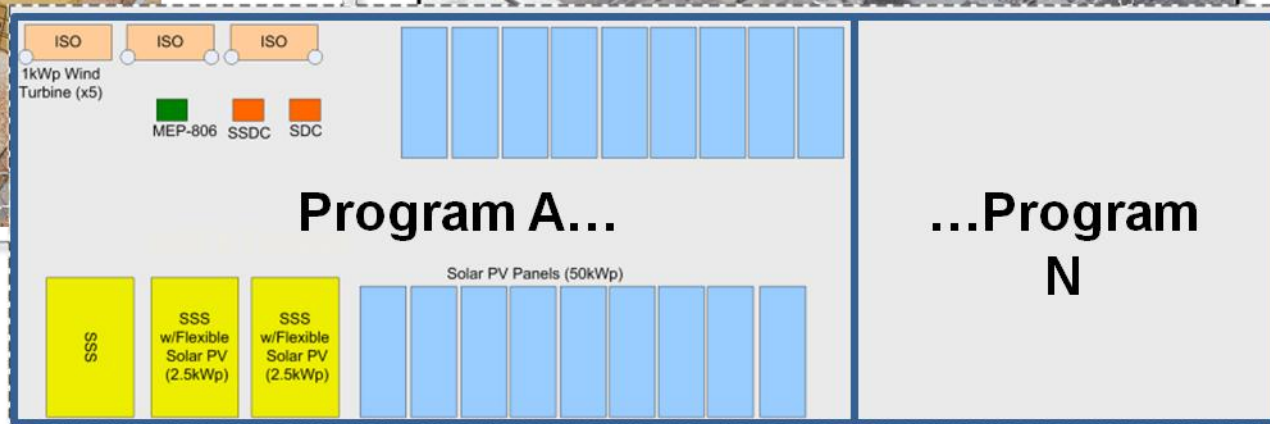 ISO
ISO
ISO
1kWp Wind
Turbine (x5)
MEP-806
SSDC
SDC
Program A...
...Program
N
Solar PV Panels (50kWp)
SSS
SSS
w/Flexible
Solar PV
(2.5kWp)
SSS
w/Flexible
Solar PV
(2.5kWp)